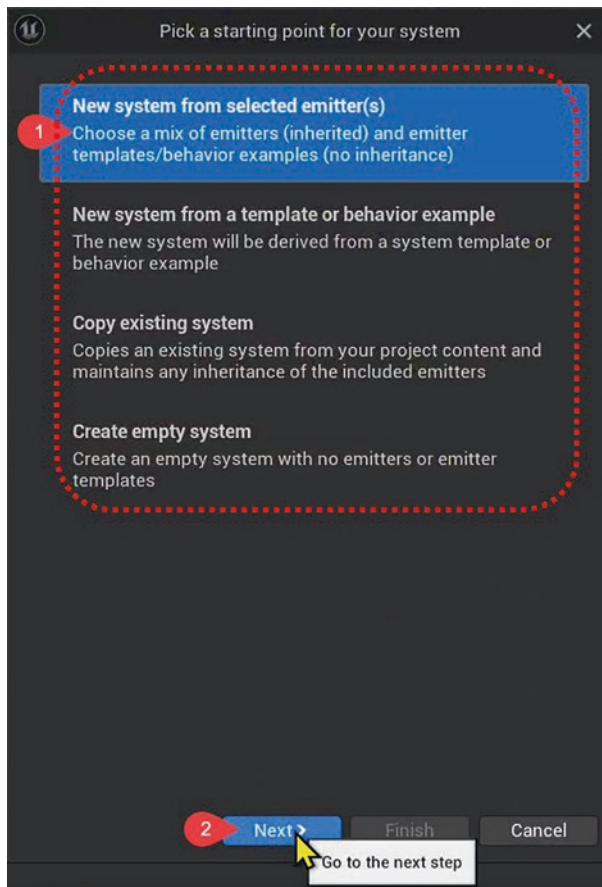 Pick a starting point for your system
New system from selected emitter(s)
1
Choose a mix of emitters (inherited) and emitter
templates/behavior examples (no inheritance)
New system from a template or behavior example
The new system will be derived from a system template or
behavior example
Copy existing system
Copies an existing system from your project content and
maintains any inheritance of the included emitters
Create empty system
Create an empty system with no emitters or emitter
templates
2 Next Finish Cancel
Go to the next step